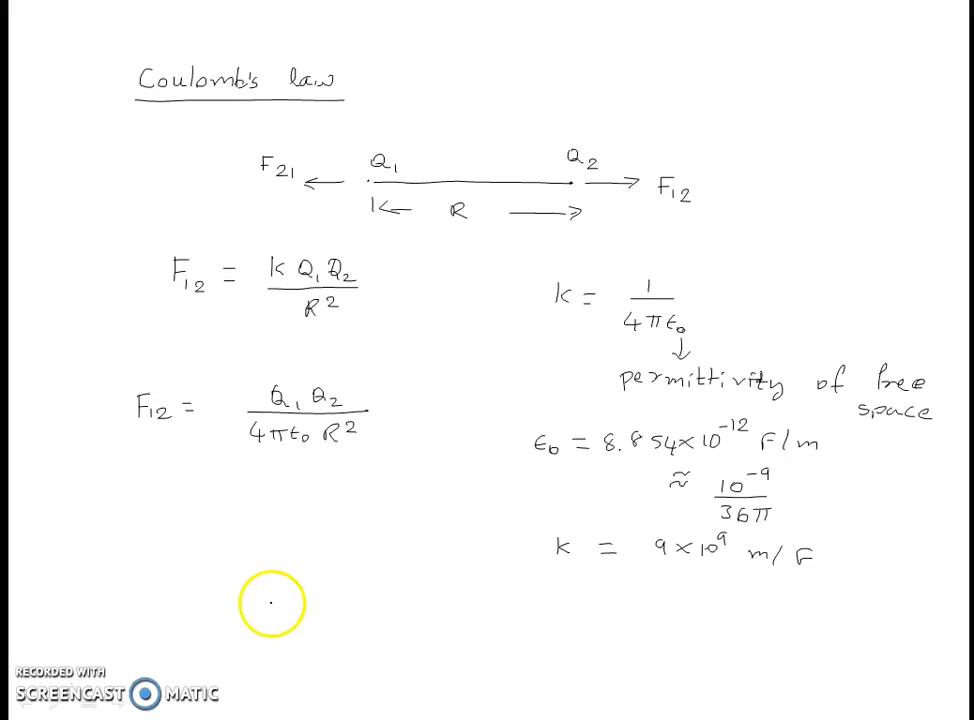 Coulomb's law
F21 Q1 Q2 F12
R
F12 = k Q1 Q2 / R²
k = 1 / 4πϵ0
permittivity of free
space
F12 = Q1 Q2 / 4πϵ0 R²
ϵ0 = 8.854×10⁻¹² F/m
≈ 10⁻⁹ / 36π
k = 9×10⁹ m/F
RECORDED WITH
SCREENCAST MATIC